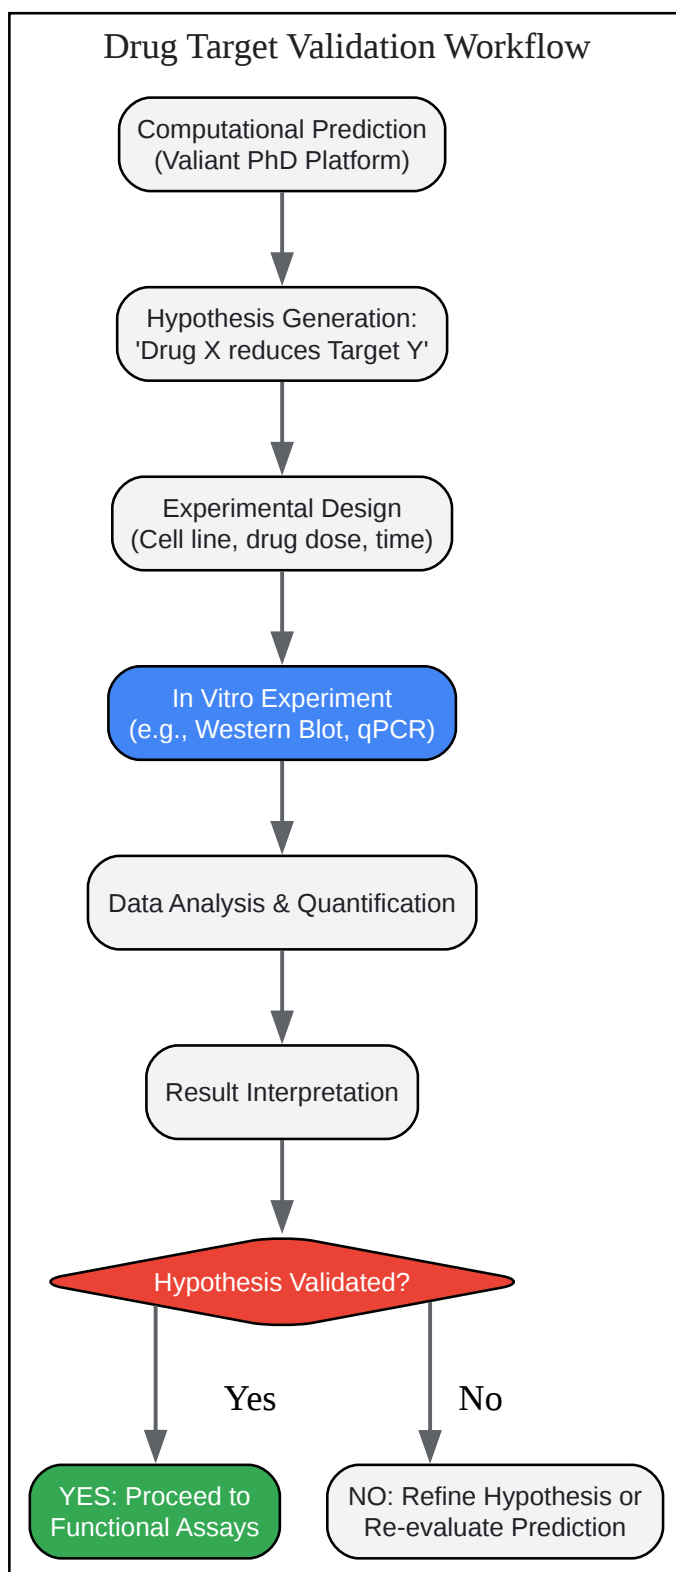 Drug Target Validation Workflow
Computational Prediction
(Valiant PhD Platform)
Hypothesis Generation:
'Drug X reduces Target Y'
Experimental Design
(Cell line, drug dose, time)
In Vitro Experiment
(e.g., Western Blot, qPCR)
Data Analysis & Quantification
Result Interpretation
Hypothesis Validated?
Yes
No
YES: Proceed to
Functional Assays
NO: Refine Hypothesis or
Re-evaluate Prediction